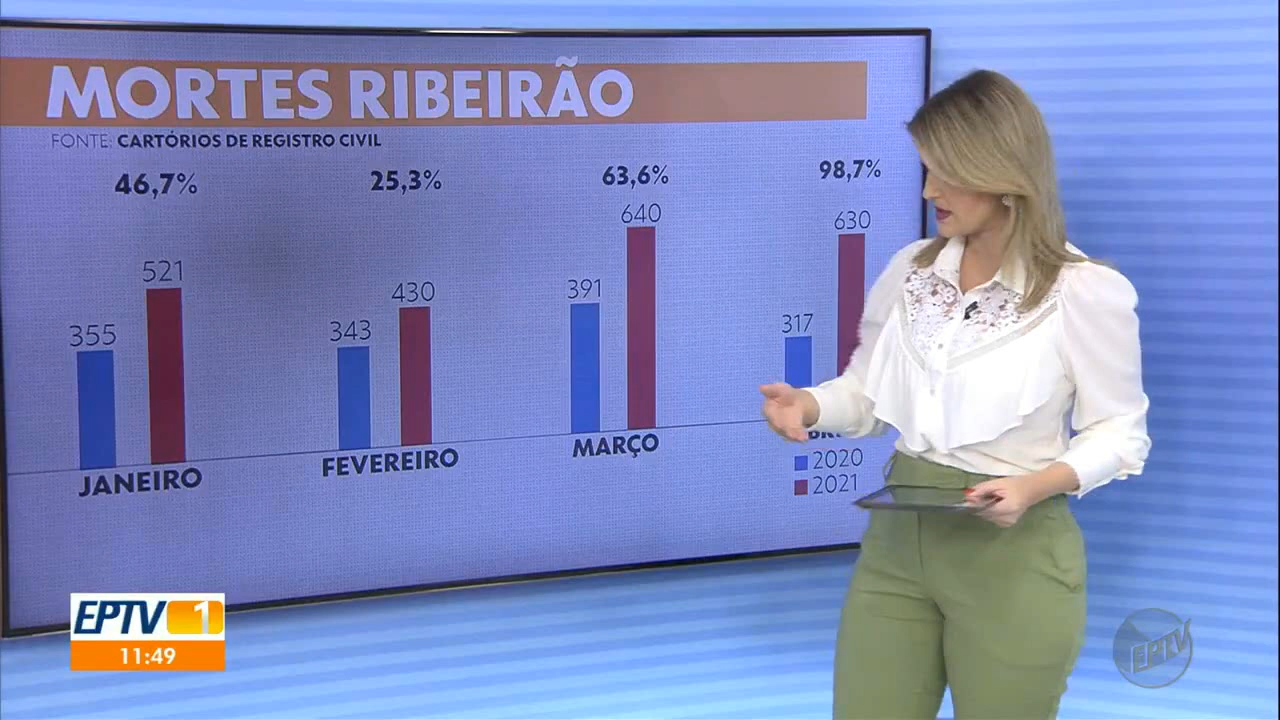 MORTES RIBEIRÃO
FONTE: CARTÓRIOS DE REGISTRO CIVIL
46,7% 25,3% 63,6% 98,7%
355 521 343 430 391 640 317 630
JANEIRO FEVEREIRO MARÇO
2020
2021
EPTV 1
11:49
EPTV